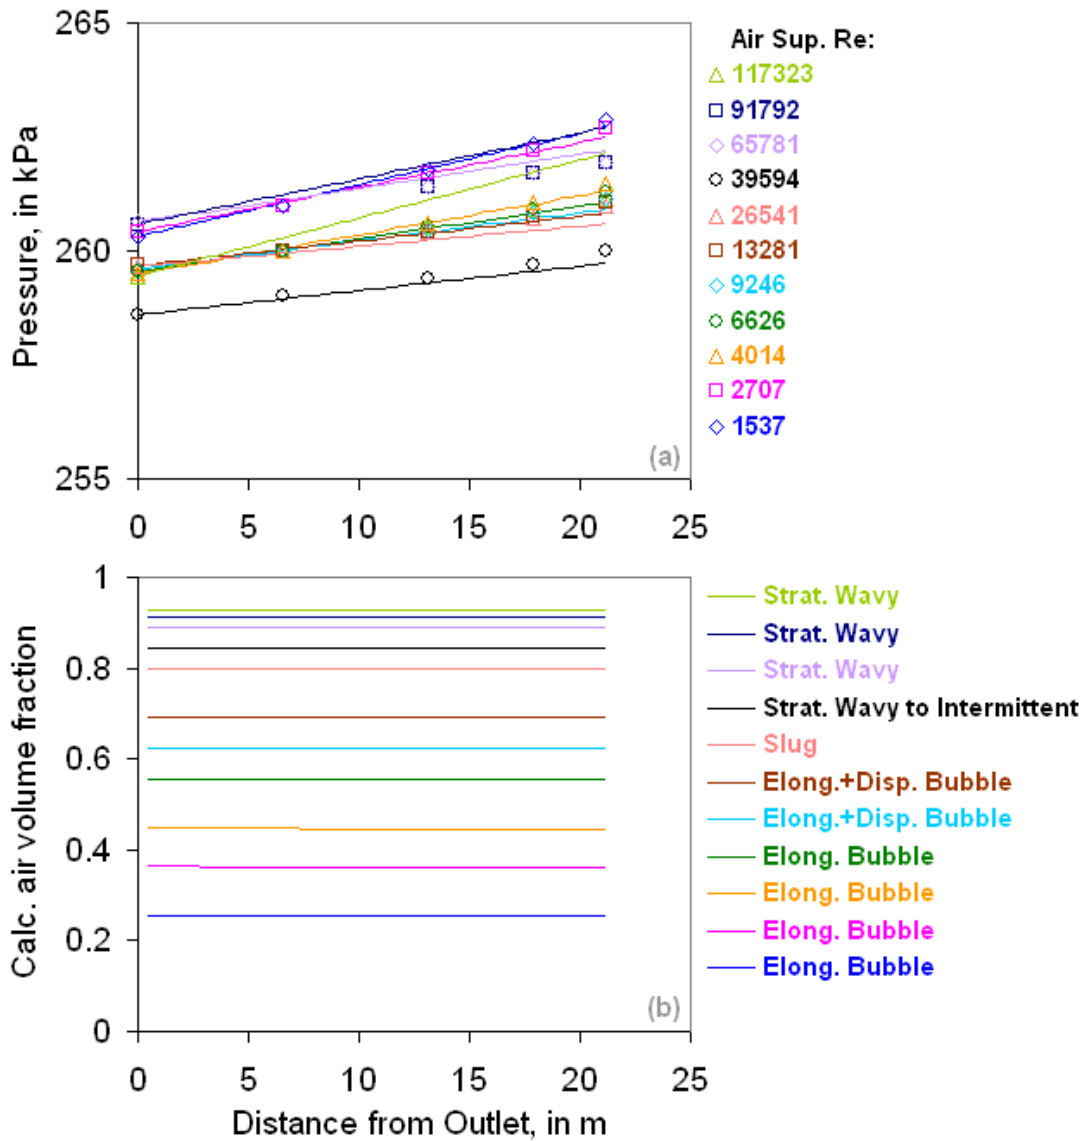 265
260
255
Pressure, in kPa
0 5 10 15 20 25
(a)
Air Sup. Re:
117323
91792
65781
39594
26541
13281
9246
6626
4014
2707
1537
1
0.8
0.6
0.4
0.2
0
Calc. air volume fraction
0 5 10 15 20 25
Distance from Outlet, in m
(b)
Strat. Wavy
Strat. Wavy
Strat. Wavy
Strat. Wavy to Intermittent
Slug
Elong.+Disp. Bubble
Elong.+Disp. Bubble
Elong. Bubble
Elong. Bubble
Elong. Bubble
Elong. Bubble